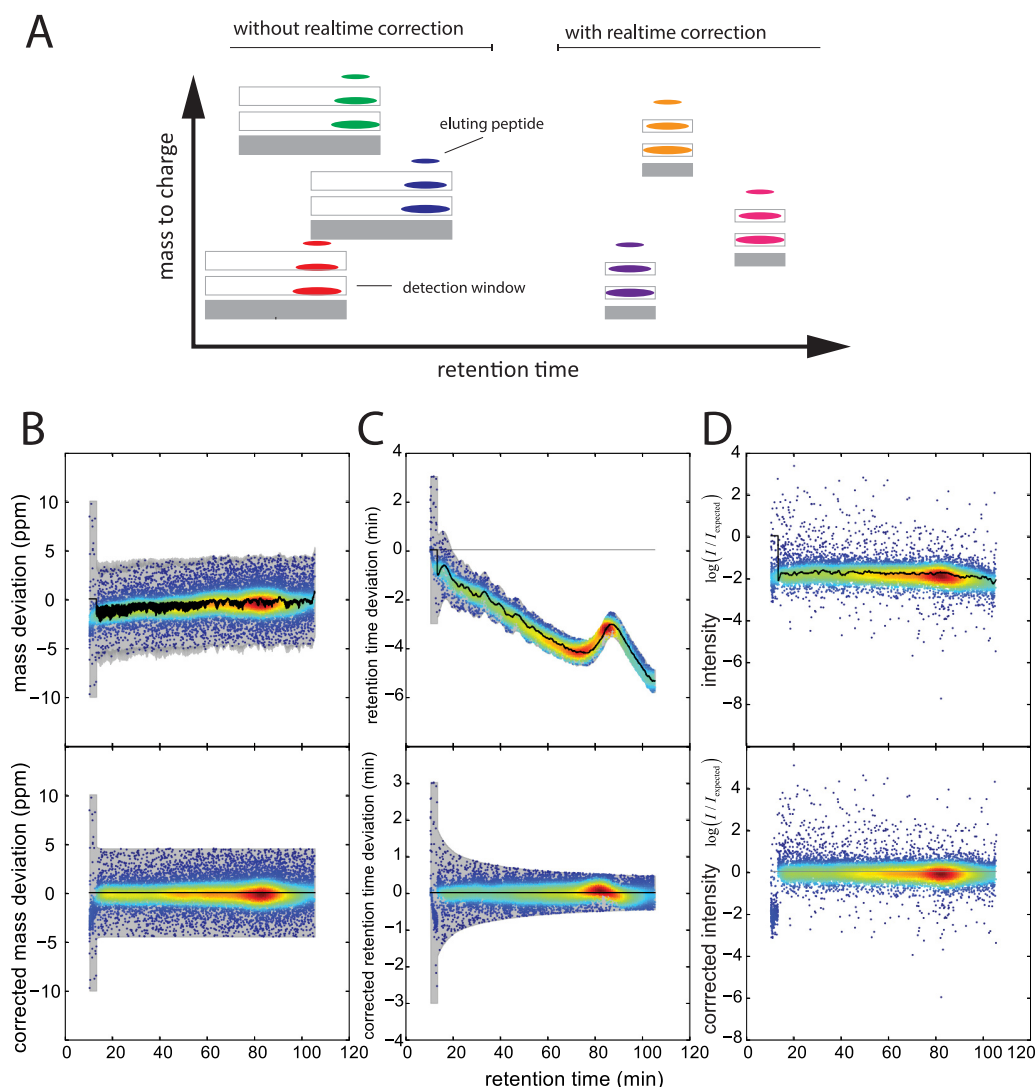 A
without realtime correction
with realtime correction
eluting peptide
detection window
mass to charge
retention time
B
C
D
mass deviation (ppm)
10
5
0
−5
−10
retention time deviation (min)
4
2
0
−2
−4
−6
intensity log(I / I expected)
4
2
0
−2
−4
−6
−8
corrected mass deviation (ppm)
10
5
0
−5
−10
0 20 40 60 80 100 120
corrected retention time deviation (min)
3
2
1
0
−1
−2
−3
−4
0 20 40 60 80 100 120
corrrected intensity log(I / I expected)
4
2
0
−2
−4
−6
−8
0 20 40 60 80 100 120
retention time (min)